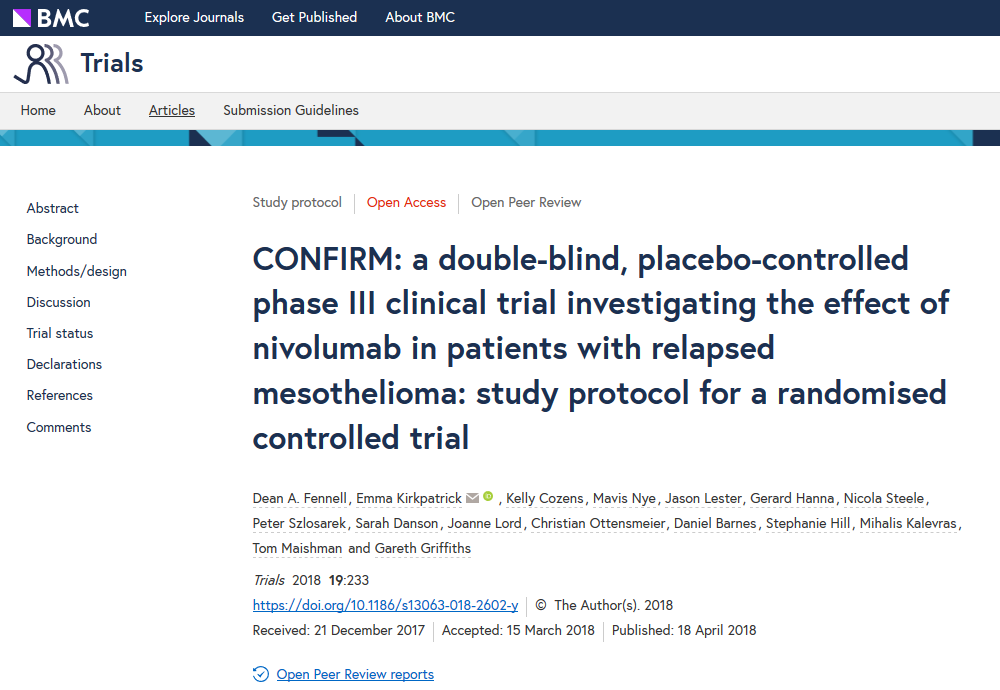 BMC
Explore Journals Get Published About BMC
Trials
Home About Articles Submission Guidelines
Abstract
Background
Methods/design
Discussion
Trial status
Declarations
References
Comments
Study protocol Open Access Open Peer Review
CONFIRM: a double-blind, placebo-controlled
phase III clinical trial investigating the effect of
nivolumab in patients with relapsed
mesothelioma: study protocol for a randomised
controlled trial
Dean A. Fennell, Emma Kirkpatrick iD, Kelly Cozens, Mavis Nye, Jason Lester, Gerard Hanna, Nicola Steele,
Peter Szlosarek, Sarah Danson, Joanne Lord, Christian Ottensmeier, Daniel Barnes, Stephanie Hill, Mihalis Kalevras,
Tom Maishman and Gareth Griffiths
Trials 2018 19:233
https://doi.org/10.1186/s13063-018-2602-y © The Author(s). 2018
Received: 21 December 2017 Accepted: 15 March 2018 Published: 18 April 2018
Open Peer Review reports